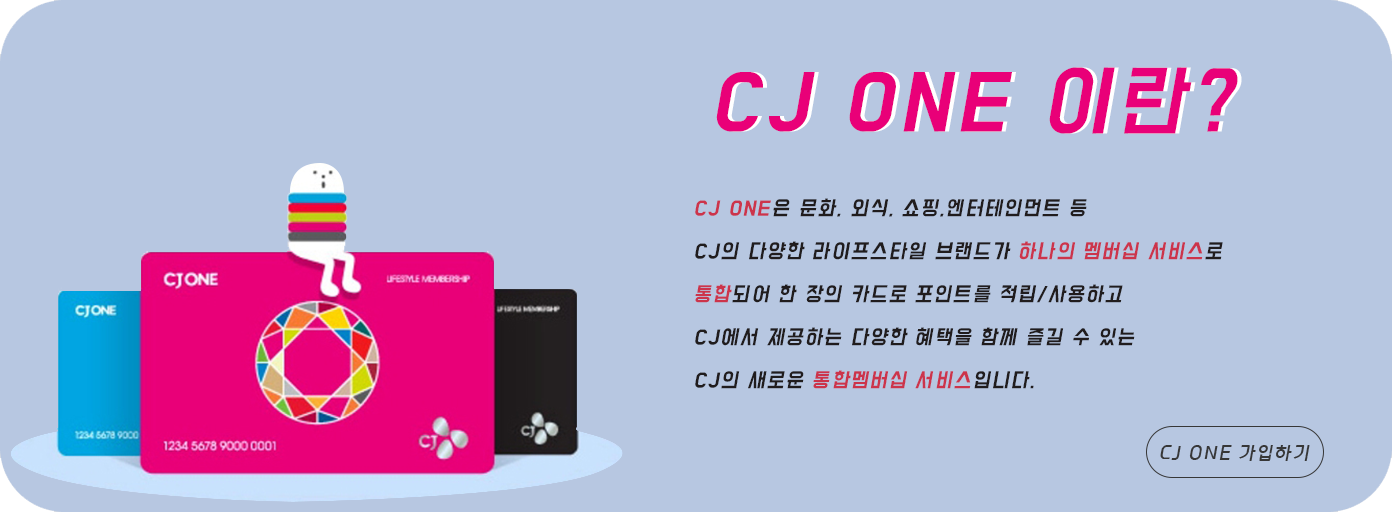 CJ ONE 이란?
CJ ONE은 문화, 외식, 쇼핑,엔터테인먼트 등
CJ의 다양한 라이프스타일 브랜드가 하나의 멤버십 서비스로
통합되어 한 장의 카드로 포인트를 적립/사용하고
CJ에서 제공하는 다양한 혜택을 함께 즐길 수 있는
CJ의 새로운 통합멤버십 서비스입니다.
CJ ONE 가입하기
CJ ONE
1234 5678 9000
CJ ONE
LIFESTYLE MEMBERSHIP
1234 5678 9000 0001
CJ
LIFESTYLE MEMBERSHIP
CJ